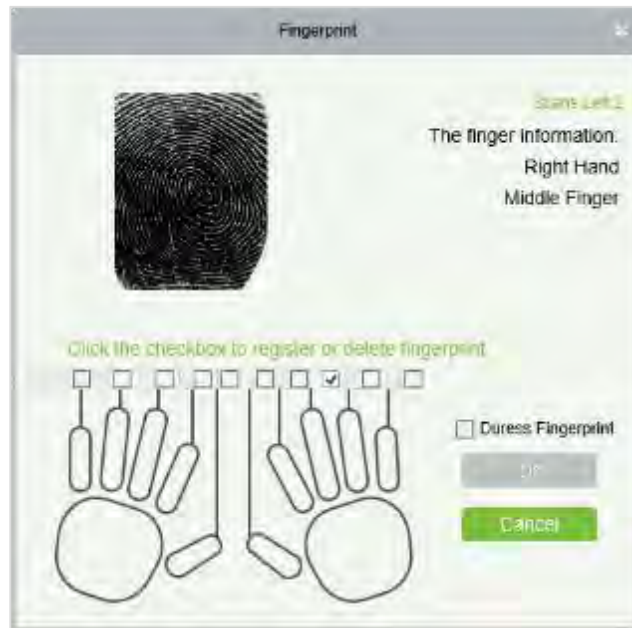 Fingerprint
Scans Left:2
The finger information.
Right Hand
Middle Finger
Click the checkbox to register or delete fingerprint
Duress Fingerprint
Cancel